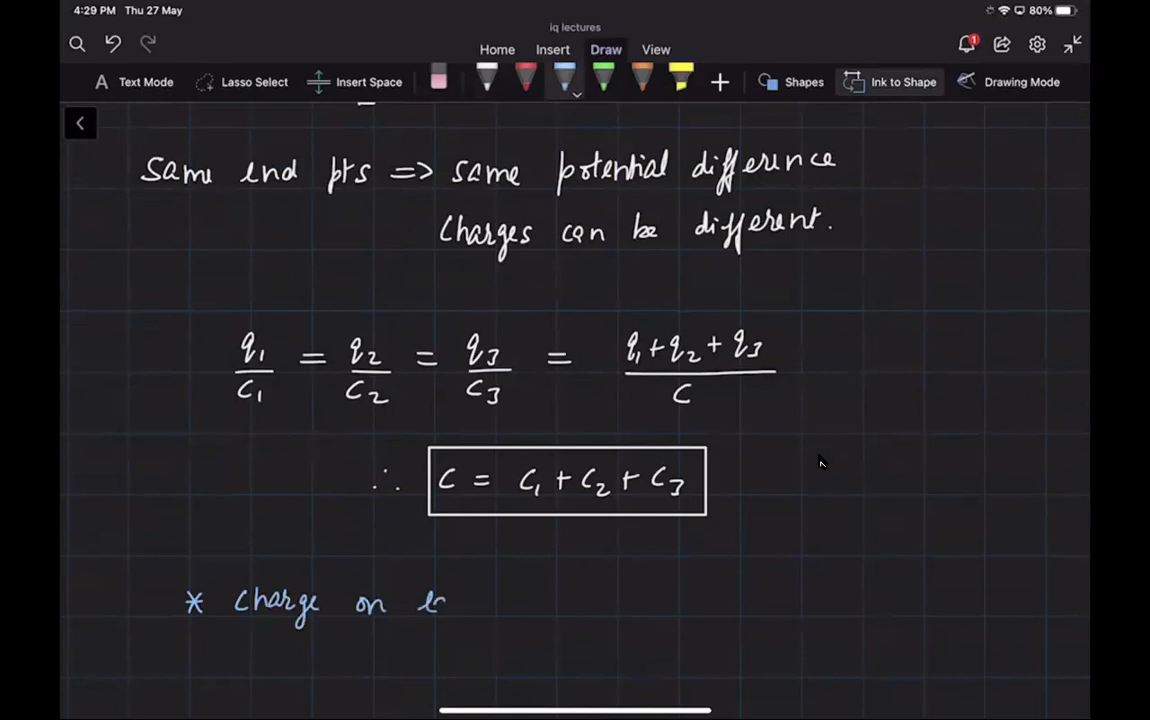 4:29 PM Thu 27 May
80%
iq lectures
Home Insert Draw View
1
Text Mode Lasso Select Insert Space Shapes Ink to Shape Drawing Mode
Same end pts => same potential difference
Charges can be different.
q₁/C₁ = q₂/C₂ = q₃/C₃ = (q₁+q₂+q₃)/C
∴ C = C₁ + C₂ + C₃
* Charge on